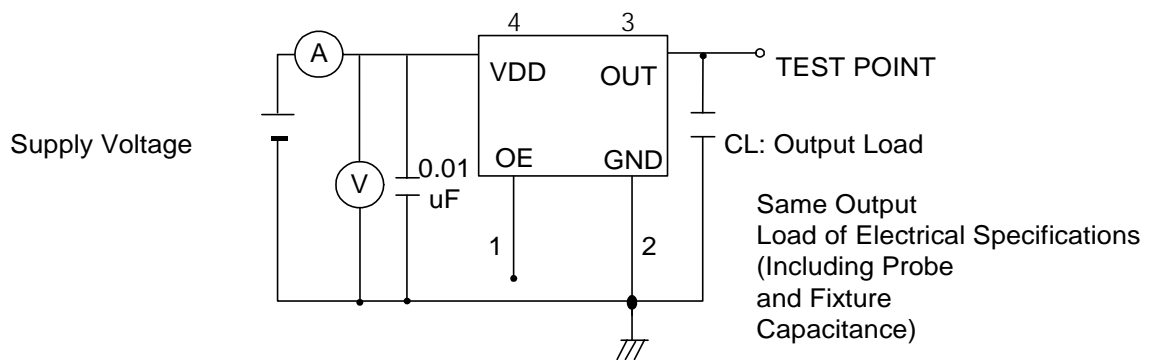 4
3
A
VDD
OUT
TEST POINT
Supply Voltage
OE
GND
CL: Output Load
V
0.01
uF
1
2
Same Output
Load of Electrical Specifications
(Including Probe
and Fixture
Capacitance)